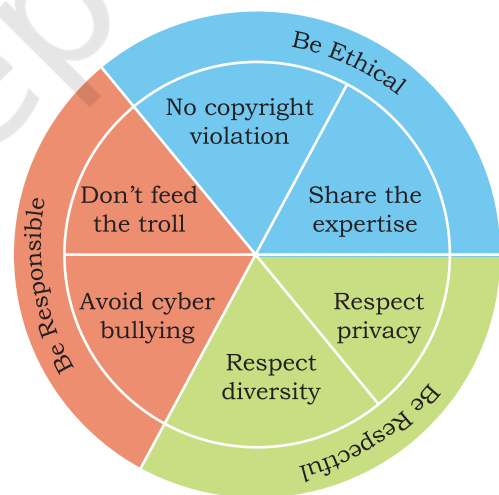 Be Ethical
No copyright
violation
Share the
expertise
Be Responsible
Don't feed
the troll
Avoid cyber
bullying
Respect
privacy
Respect
diversity
Be Respectful